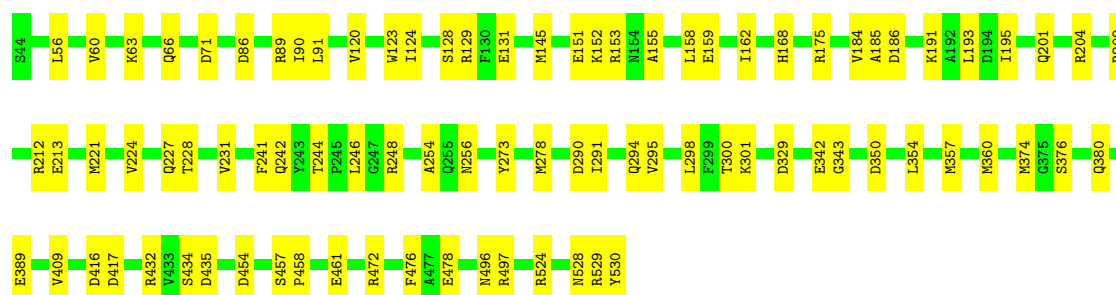 S44 L56 V60 K63 Q66 D71 D86 R89 I90 L91 V120 W123 I124 S128 R129 F130 E131 M145 E151 K152 R153 N154 A155 L158 E159 I162 H168 R175 V184 A185 D186 K191 A192 L193 D194 I195 Q201 R204
R212 E213 M221 V224 Q227 T228 V231 F241 Q242 Y243 T244 P245 L246 G247 R248 A254 Q255 N256 Y273 M278 D290 I291 Q294 V295 L298 F299 T300 K301 D329 E342 G343 D350 L354 M357 M360 M374 G375 S376 Q380
E389 V409 D416 D417 R432 V433 S434 D435 D454 S457 P458 E461 R472 F476 A477 E478 N496 R497 R524 N528 R529 Y530